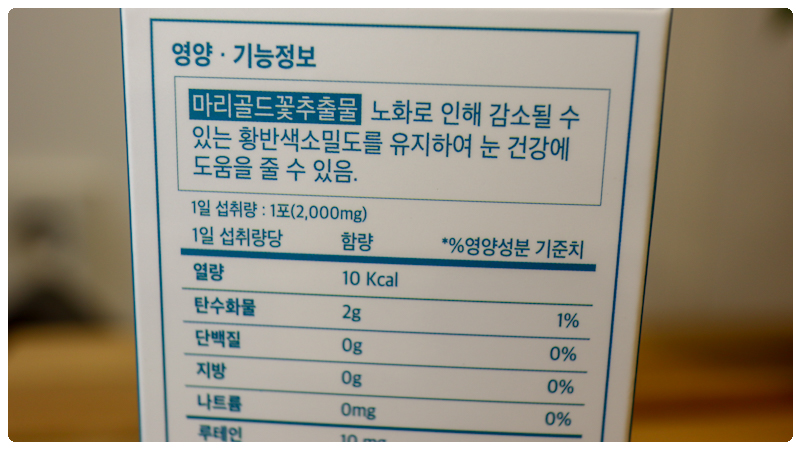 영양 · 기능정보
마리골드꽃추출물 노화로 인해 감소될 수
있는 황반색소밀도를 유지하여 눈 건강에
도움을 줄 수 있음.
1일 섭취량 : 1포(2,000mg)
1일 섭취량당 함량 *%영양성분 기준치
열량 10 Kcal
탄수화물 2g 1%
단백질 0g 0%
지방 0g 0%
나트륨 0mg 0%
루테인 10 mg